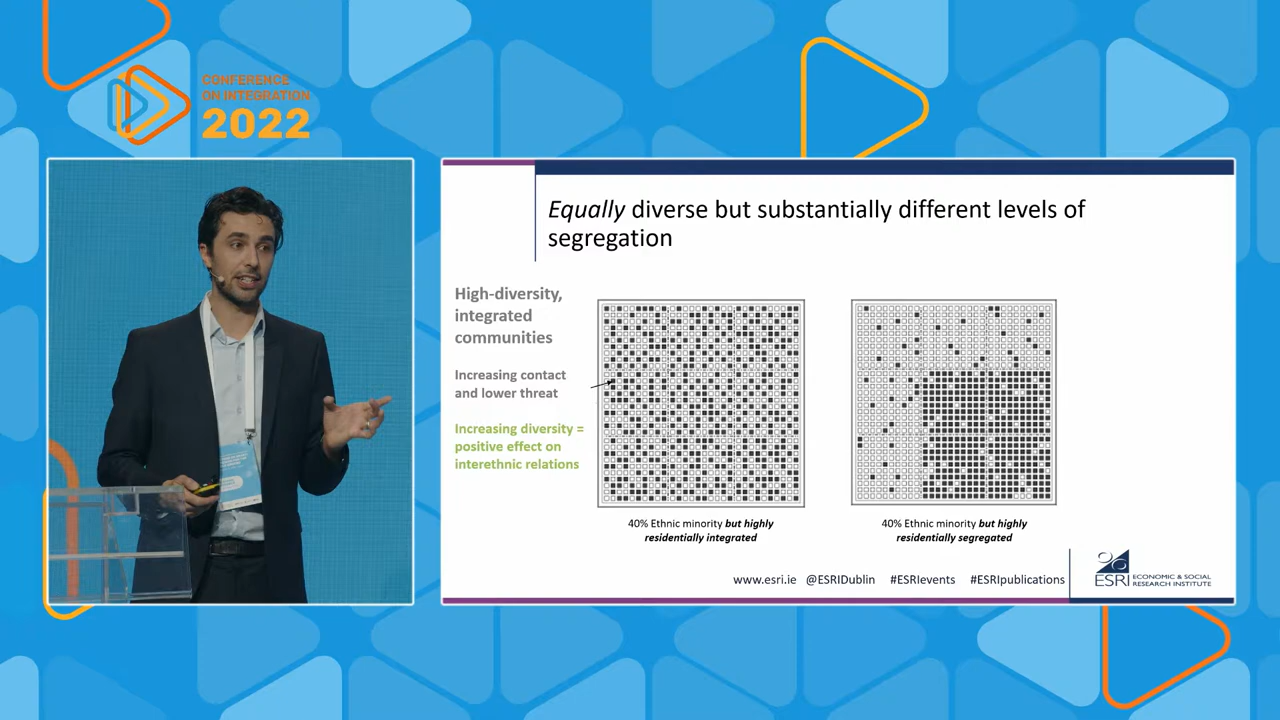 CONFERENCE
ON INTEGRATION
2022
Equally diverse but substantially different levels of
segregation
High-diversity,
integrated
communities
Increasing contact
and lower threat
Increasing diversity =
positive effect on
interethnic relations
40% Ethnic minority but highly
residentially integrated
40% Ethnic minority but highly
residentially segregated
www.esri.ie @ESRIDublin #ESRIevents #ESRIpublications
ESRI ECONOMIC & SOCIAL
RESEARCH INSTITUTE